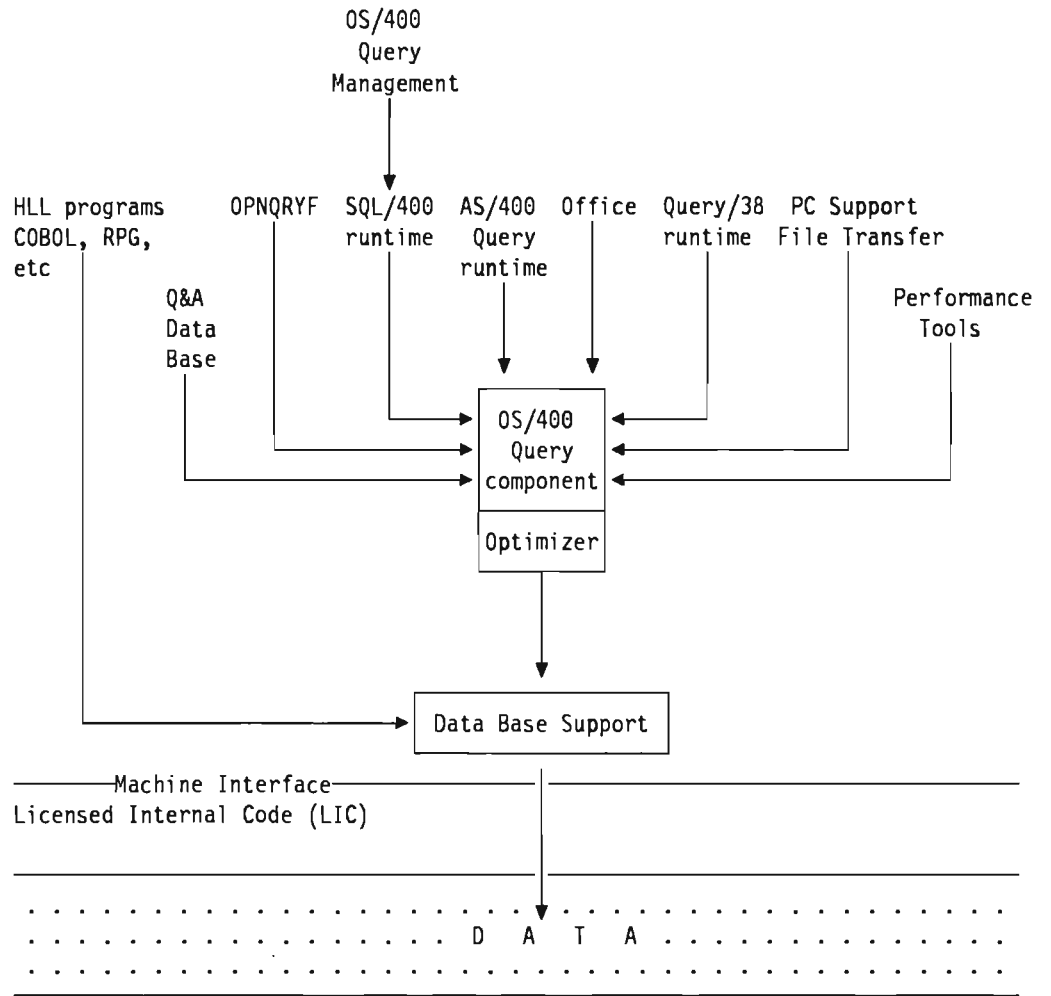 OS/400
Query
Management
HLL programs
COBOL, RPG,
etc
OPNQRYF
SQL/400
runtime
AS/400
Query
runtime
Office
Query/38
runtime
PC Support
File Transfer
Q&A
Data
Base
Performance
Tools
OS/400
Query
component
Optimizer
Data Base Support
Machine Interface
Licensed Internal Code (LIC)
D A T A